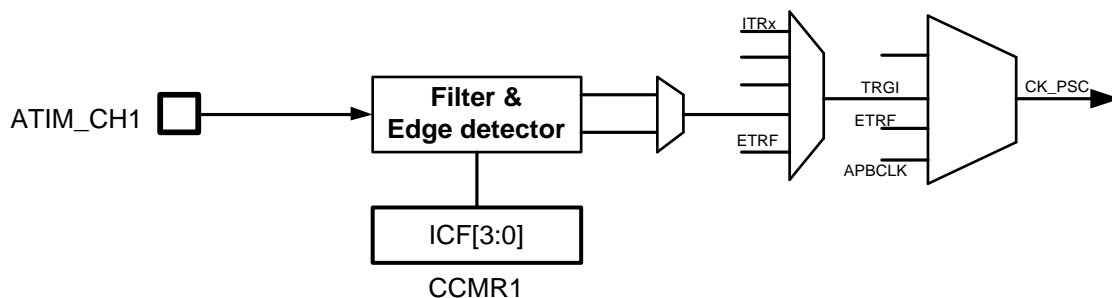 ATIM_CH1
Filter &
Edge detector
ICF[3:0]
CCMR1
ITRx
ETRF
TRGI
ETRF
APBCLK
CK_PSC